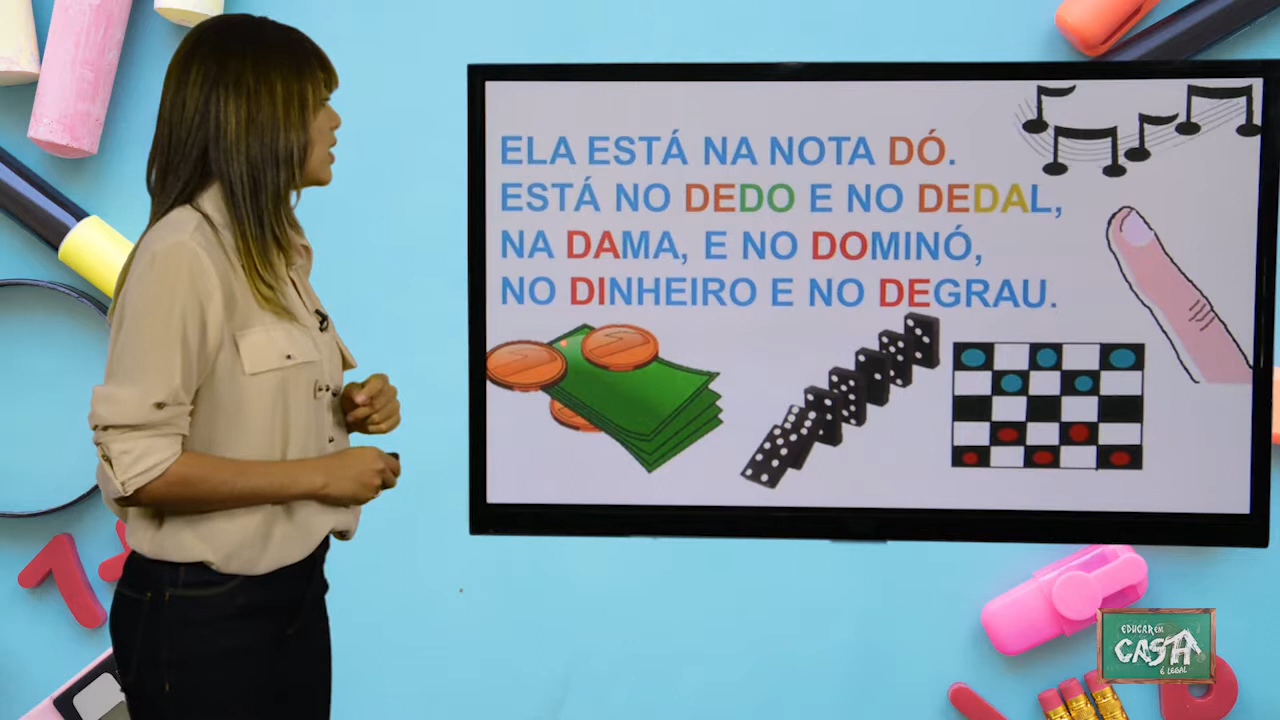 ELA ESTÁ NA NOTA DÓ.
ESTÁ NO DEDO E NO DEDAL,
NA DAMA, E NO DOMINÓ,
NO DINHEIRO E NO DEGRAU.
EDUCAR EM
CASA
É LEGAL
1